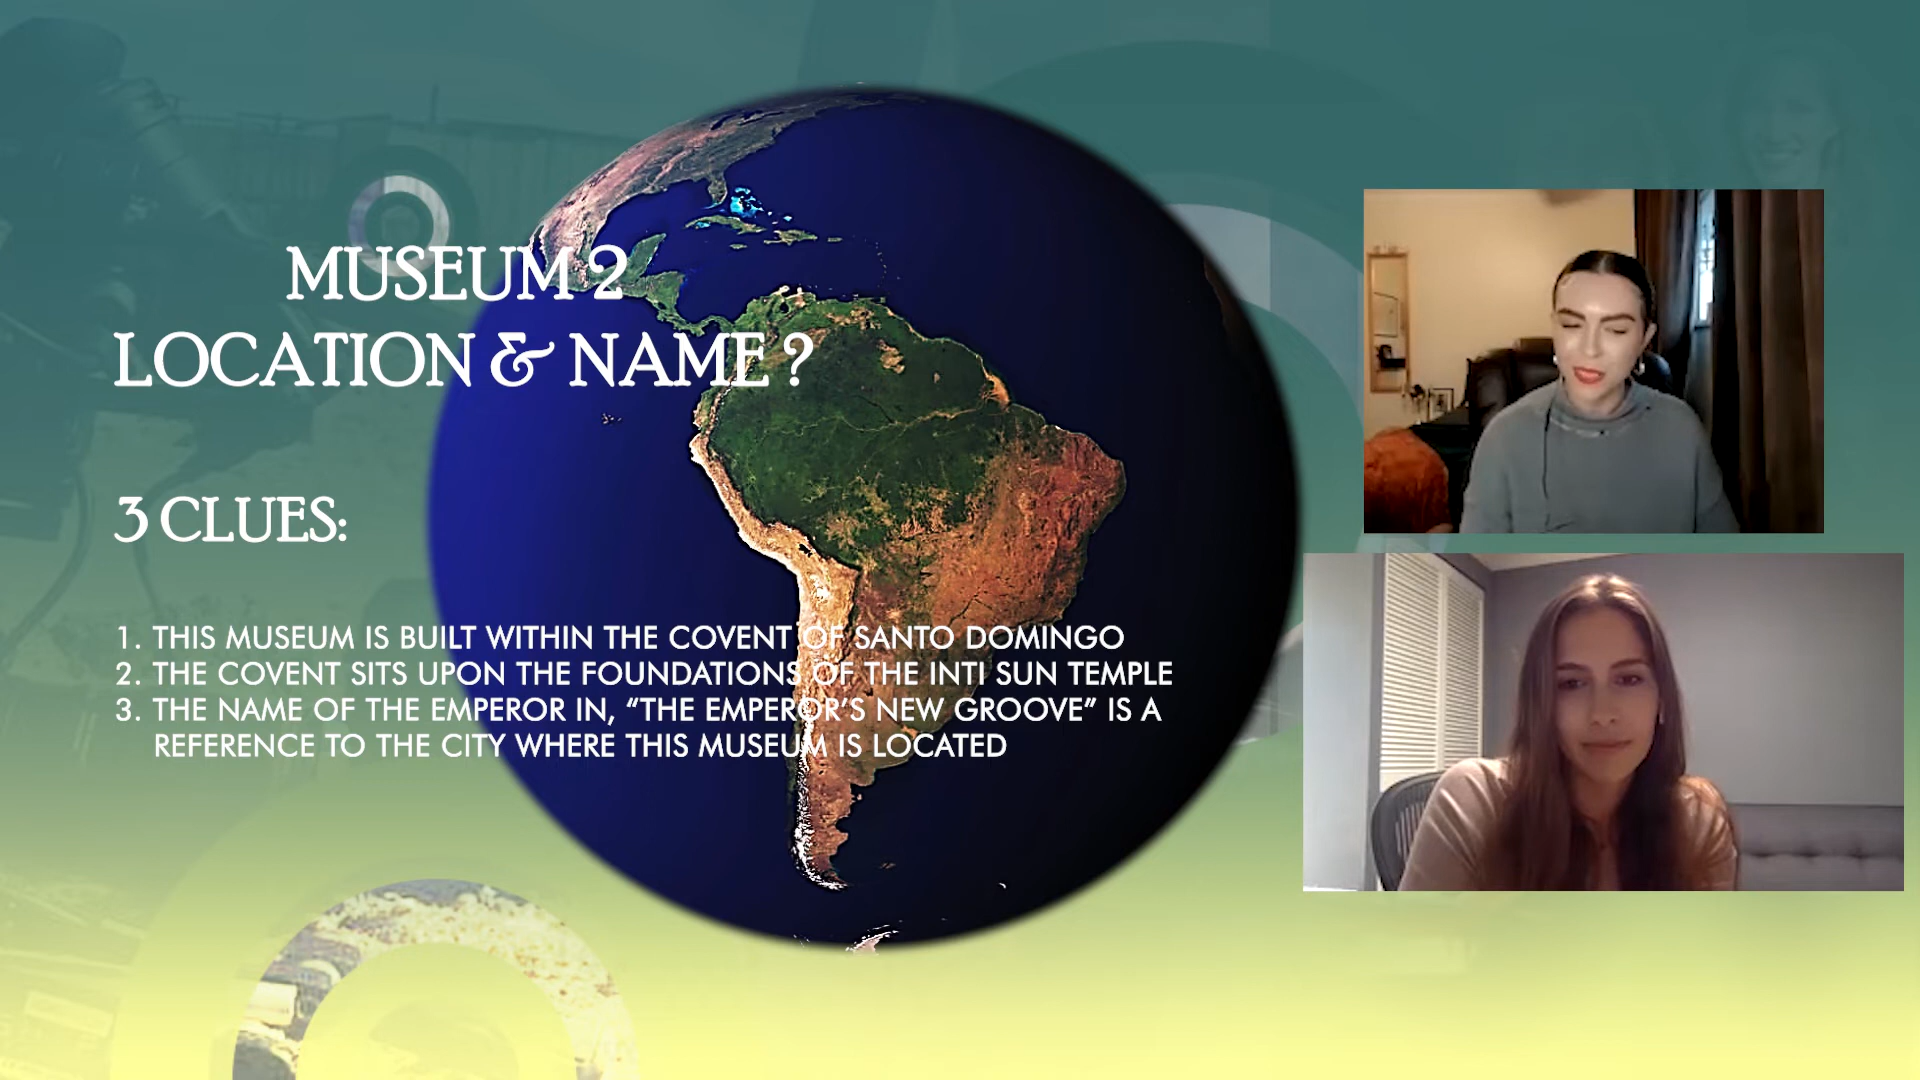 MUSEUM 2
LOCATION & NAME ?
3 CLUES:
1. THIS MUSEUM IS BUILT WITHIN THE COVENT OF SANTO DOMINGO
2. THE COVENT SITS UPON THE FOUNDATIONS OF THE INTI SUN TEMPLE
3. THE NAME OF THE EMPEROR IN, “THE EMPEROR’S NEW GROOVE” IS A
REFERENCE TO THE CITY WHERE THIS MUSEUM IS LOCATED